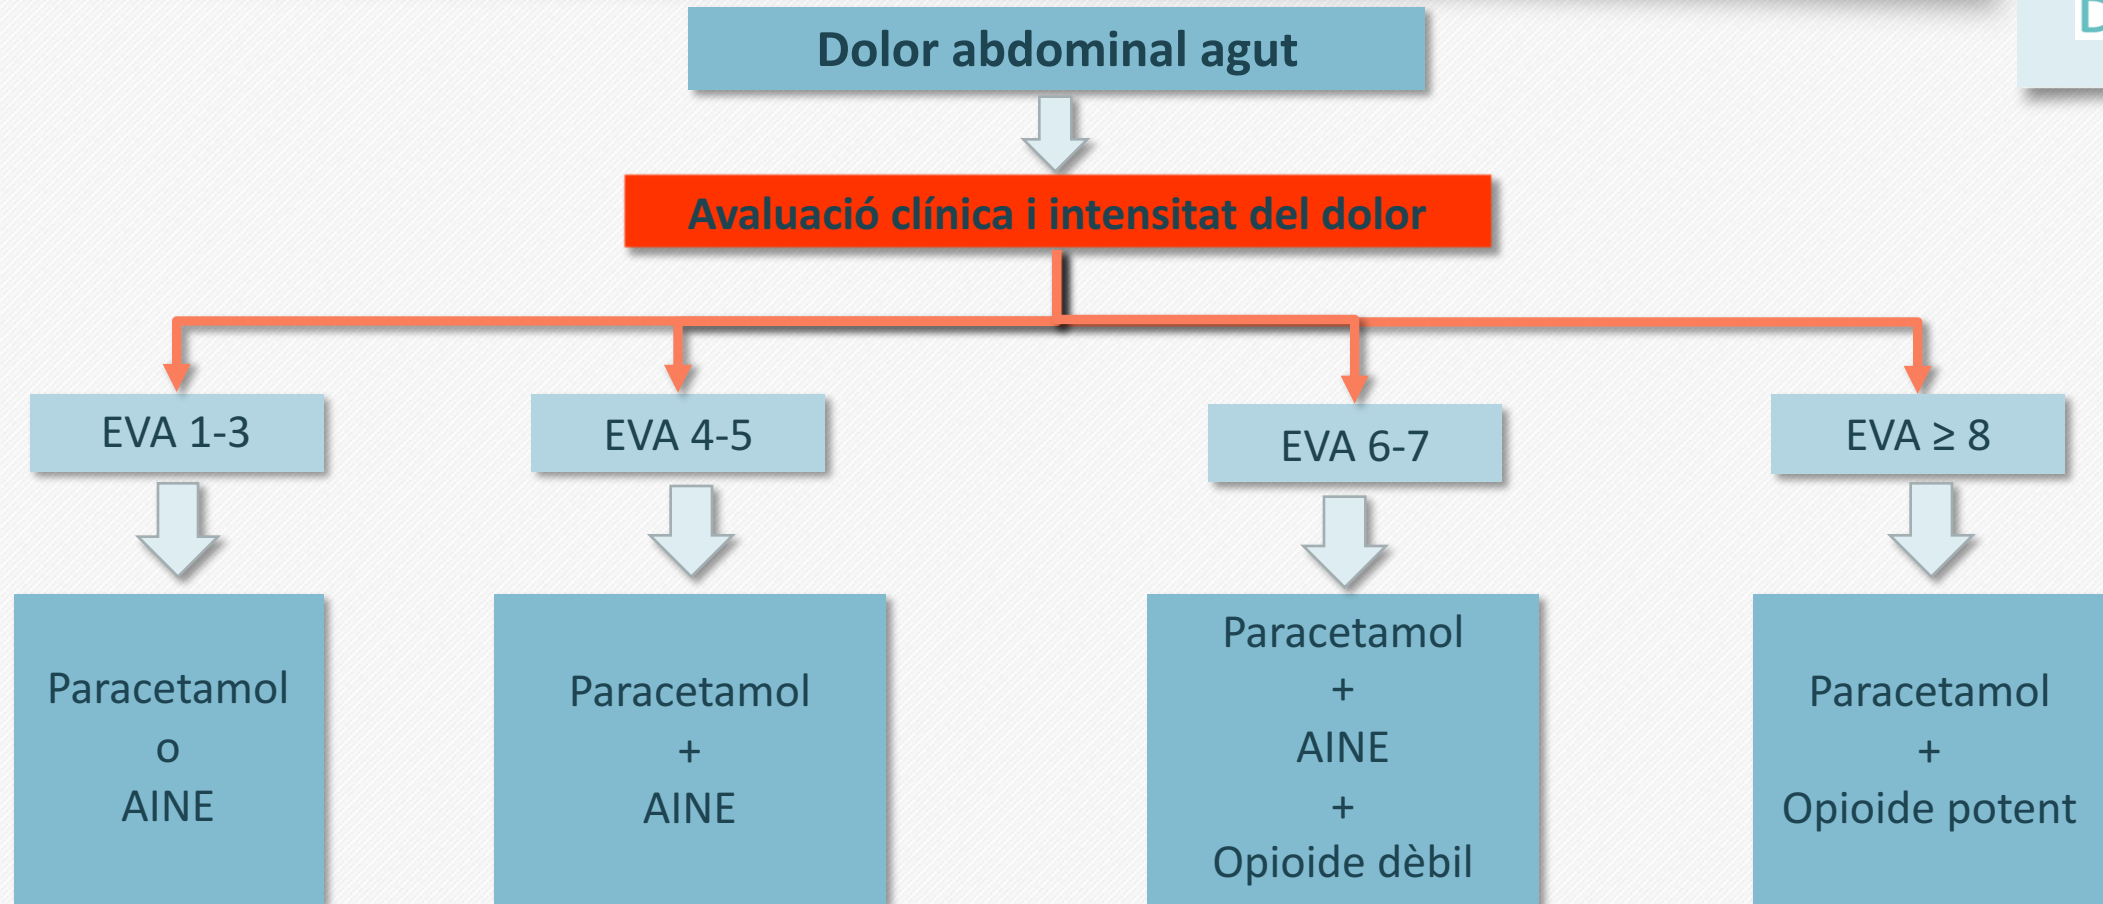 Dolor abdominal agut
Avaluació clínica i intensitat del dolor
EVA 1-3
EVA 4-5
EVA 6-7
EVA ≥ 8
Paracetamol
o
AINE
Paracetamol
+
AINE
Paracetamol
+
AINE
+
Opioide dèbil
Paracetamol
+
Opioide potent